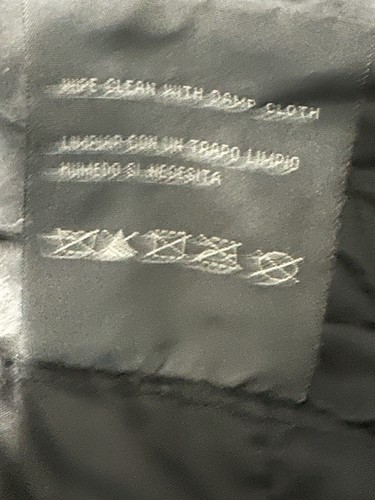 WIPE CLEAN WITH DAMP CLOTH
LIMPIAR CON UN TRAPO LIMPIO
HUMEDO SI NECESITA